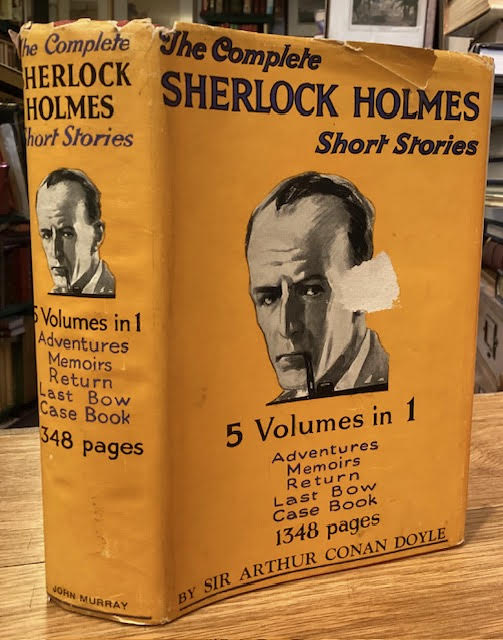 The Complete
SHERLOCK
HOLMES
Short Stories
5 Volumes in 1
Adventures
Memoirs
Return
Last Bow
Case Book
1348 pages
JOHN MURRAY
The Complete
SHERLOCK HOLMES
Short Stories
5 Volumes in 1
Adventures
Memoirs
Return
Last Bow
Case Book
1348 pages
BY SIR ARTHUR CONAN DOYLE